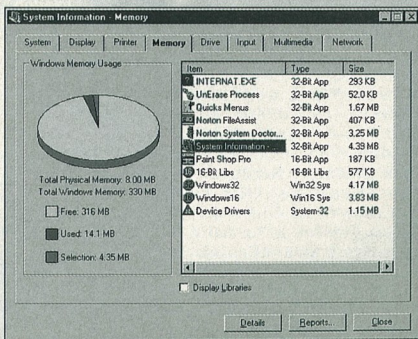 System Information - Memory
System Display Printer Memory Drive Input Multimedia Network
Windows Memory Usage
Total Physical Memory: 8.00 MB
Total Windows Memory: 330 MB
Free: 316 MB
Used: 14.1 MB
Selection: 4.35 MB
Item Type Size
INTERNAT.EXE 32-Bit App 293 KB
UnErase Process 32-Bit App 52.0 KB
Quicks Menus 32-Bit App 1.67 MB
Norton FileAssist 32-Bit App 407 KB
Norton System Doctor... 32-Bit App 3.25 MB
System Information - ... 32-Bit App 4.39 MB
Paint Shop Pro 16-Bit App 187 KB
16-Bit Libs 16-Bit Libs 577 KB
Windows32 Win32 Sys 4.17 MB
Windows16 Win16 Sys 3.83 MB
Device Drivers System-32 1.15 MB
Display Libraries
Details Reports... Close